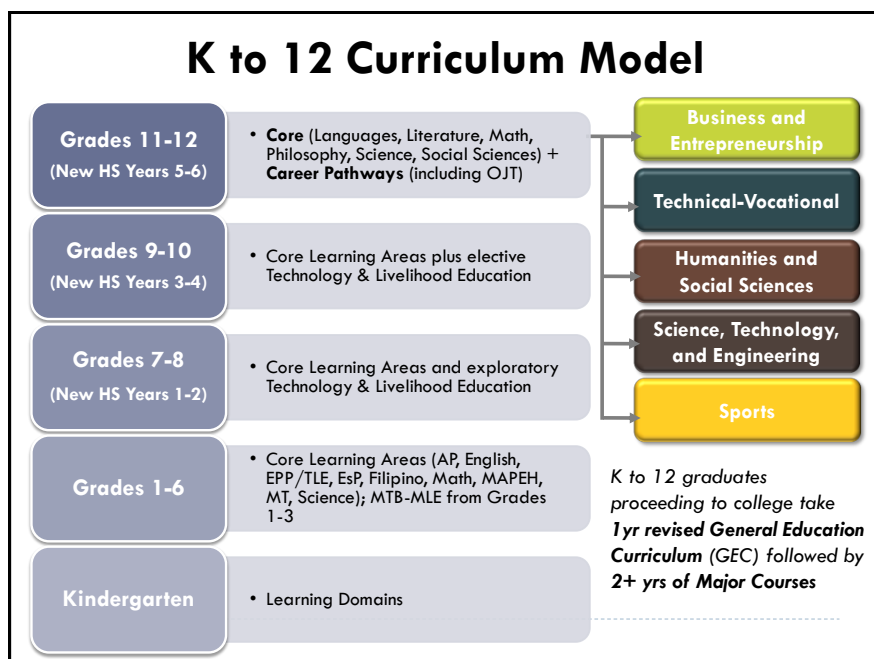 K to 12 Curriculum Model
Grades 11-12
(New HS Years 5-6)
• Core (Languages, Literature, Math,
Philosophy, Science, Social Sciences) +
Career Pathways (including OJT)
Grades 9-10
(New HS Years 3-4)
• Core Learning Areas plus elective
Technology & Livelihood Education
Grades 7-8
(New HS Years 1-2)
• Core Learning Areas and exploratory
Technology & Livelihood Education
Grades 1-6
• Core Learning Areas (AP, English,
EPP/TLE, EsP, Filipino, Math, MAPEH,
MT, Science); MTB-MLE from Grades
1-3
Kindergarten
• Learning Domains
Business and
Entrepreneurship
Technical-Vocational
Humanities and
Social Sciences
Science, Technology,
and Engineering
Sports
K to 12 graduates
proceeding to college take
1yr revised General Education
Curriculum (GEC) followed by
2+ yrs of Major Courses